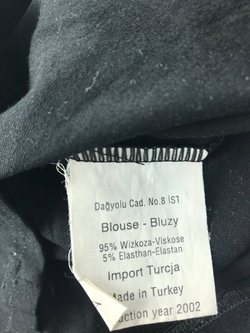 Dağyolu Cad. No.8 İST
Blouse - Bluzy
95% Wizkoza-Viskose
5% Elasthan-Elastan
Import Turcja
Made in Turkey
year 2002